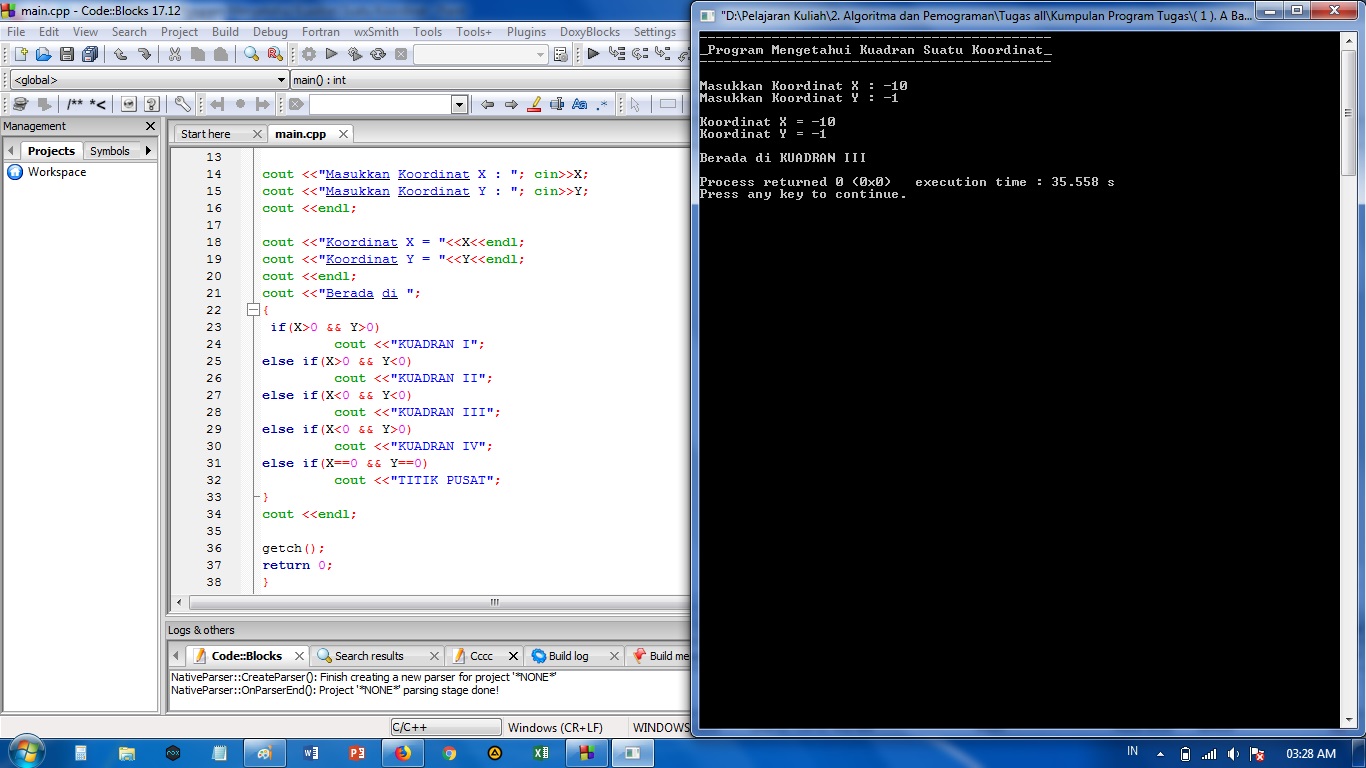 main.cpp - Code::Blocks 17.12
File Edit View Search Project Build Debug Fortran wxSmith Tools Tools+ Plugins DoxyBlocks Settings
<global> main() : int
/** *<
Aa .*
Management
Projects Symbols
Workspace
Start here main.cpp
13
14 cout <<"Masukkan Koordinat X : "; cin>>X;
15 cout <<"Masukkan Koordinat Y : "; cin>>Y;
16 cout <<endl;
17
18 cout <<"Koordinat X = "<<X<<endl;
19 cout <<"Koordinat Y = "<<Y<<endl;
20 cout <<endl;
21 cout <<"Berada di ";
22 {
23 if(X>0 && Y>0)
24 cout <<"KUADRAN I";
25 else if(X>0 && Y<0)
26 cout <<"KUADRAN II";
27 else if(X<0 && Y<0)
28 cout <<"KUADRAN III";
29 else if(X<0 && Y>0)
30 cout <<"KUADRAN IV";
31 else if(X==0 && Y==0)
32 cout <<"TITIK PUSAT";
33 }
34 cout <<endl;
35
36 getch();
37 return 0;
38 }
Logs & others
Code::Blocks Search results Cccc Build log Build me
NativeParser::CreateParser(): Finish creating a new parser for project '*NONE*'
NativeParser::OnParserEnd(): Project '*NONE*' parsing stage done!
C/C++ Windows (CR+LF) WINDOWS
"D:\Pelajaran Kuliah\2. Algoritma dan Pemograman\Tugas all\Kumpulan Program Tugas\( 1 ). A Ba...
_Program Mengetahui Kuadran Suatu Koordinat_
Masukkan Koordinat X : -10
Masukkan Koordinat Y : -1
Koordinat X = -10
Koordinat Y = -1
Berada di KUADRAN III
Process returned 0 (0x0) execution time : 35.558 s
Press any key to continue.
IN 03:28 AM